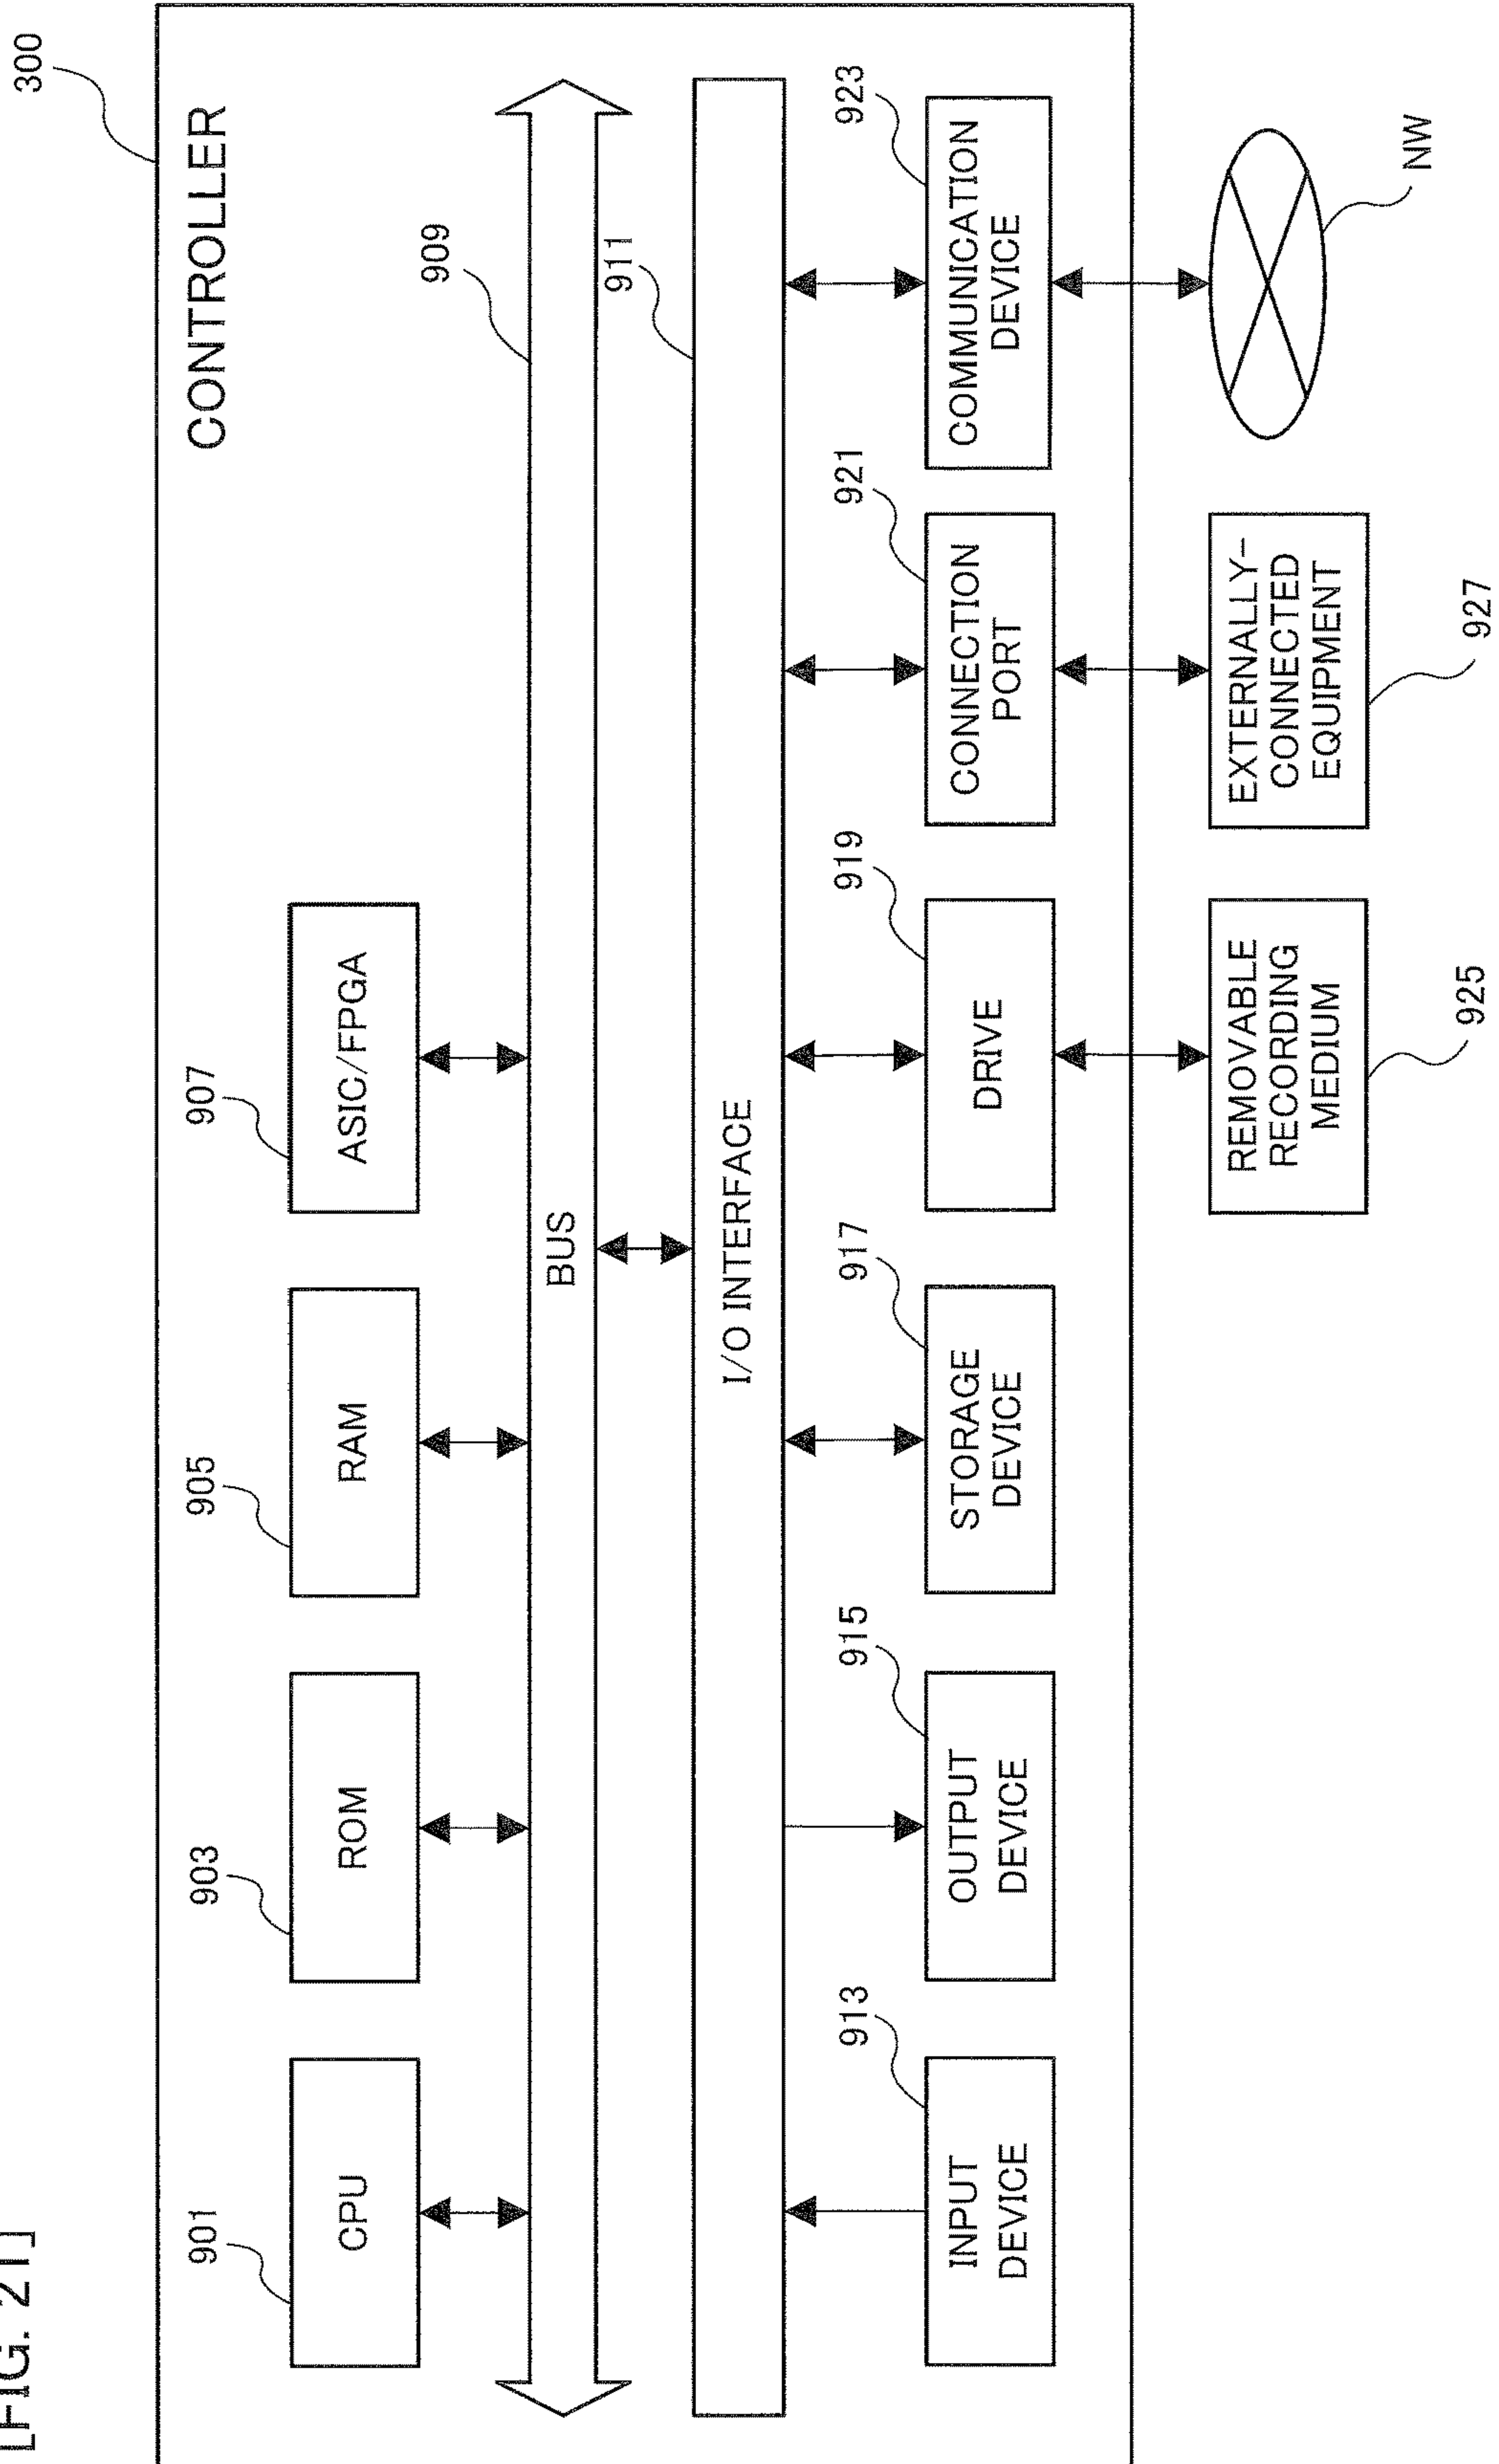 [FIG. 21]
300
CONTROLLER
901
903
905
907
CPU
ROM
RAM
ASIC/FPGA
909
BUS
911
I/O INTERFACE
913
915
917
919
921
923
INPUT
DEVICE
OUTPUT
DEVICE
STORAGE
DEVICE
DRIVE
CONNECTION
PORT
COMMUNICATION
DEVICE
REMOVABLE
RECORDING
MEDIUM
EXTERNALLY-
CONNECTED
EQUIPMENT
NW
925
927